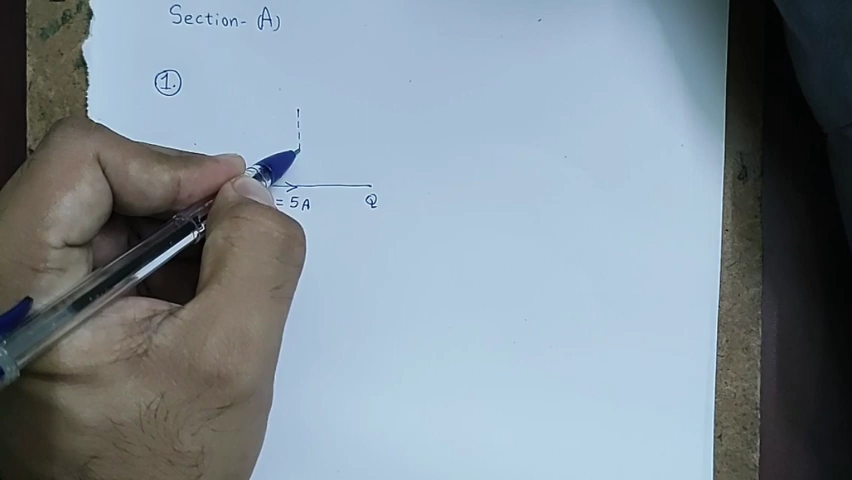 Section- (A)
1.
= 5A Q